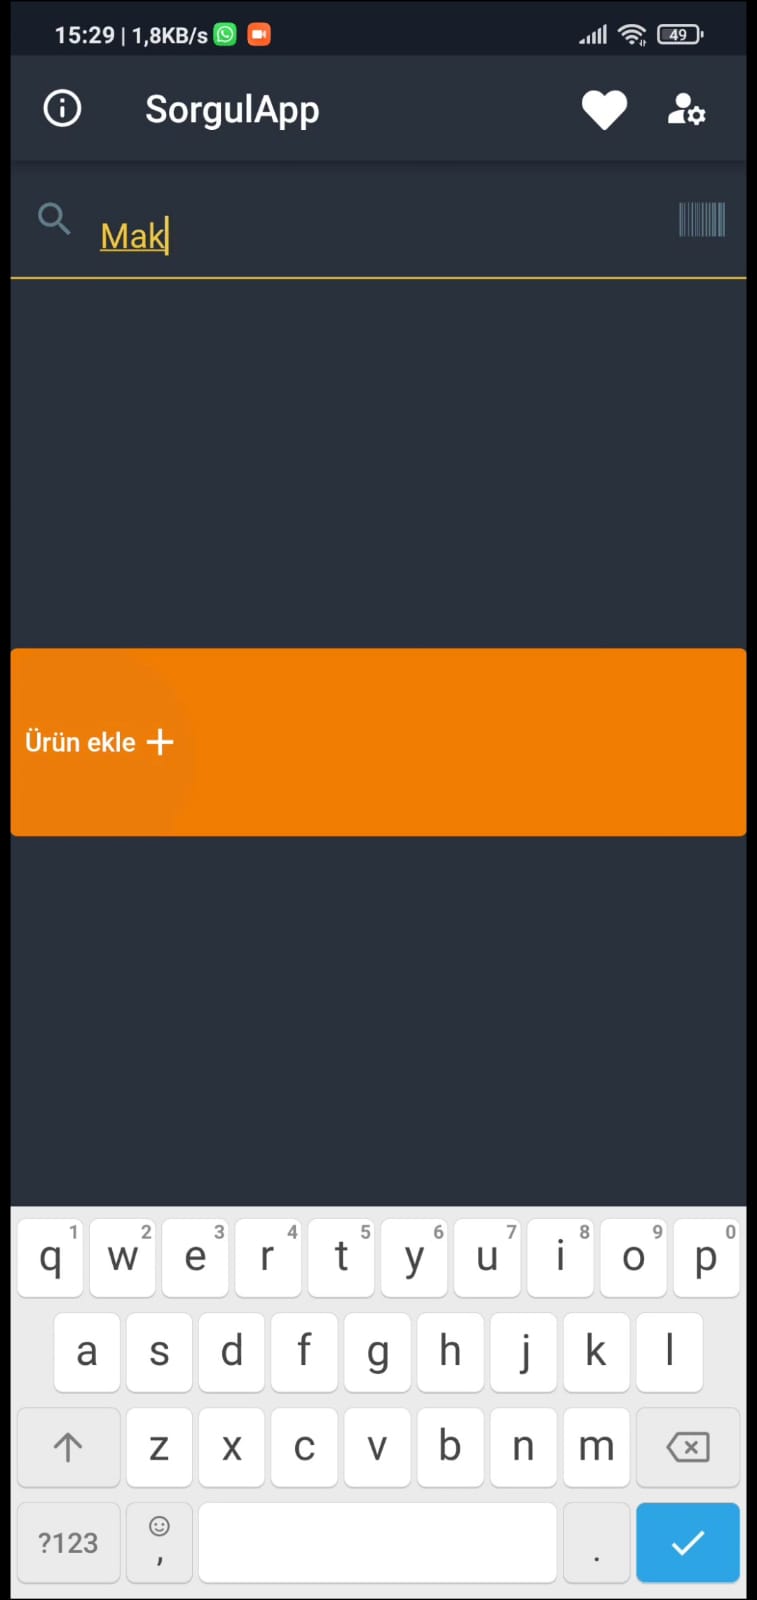 15:29 | 1,8KB/s
49
SorgulApp
Mak
Ürün ekle +
1 2 3 4 5 6 7 8 9 0
q w e r t y u i o p
a s d f g h j k l
z x c v b n m
?123 , .